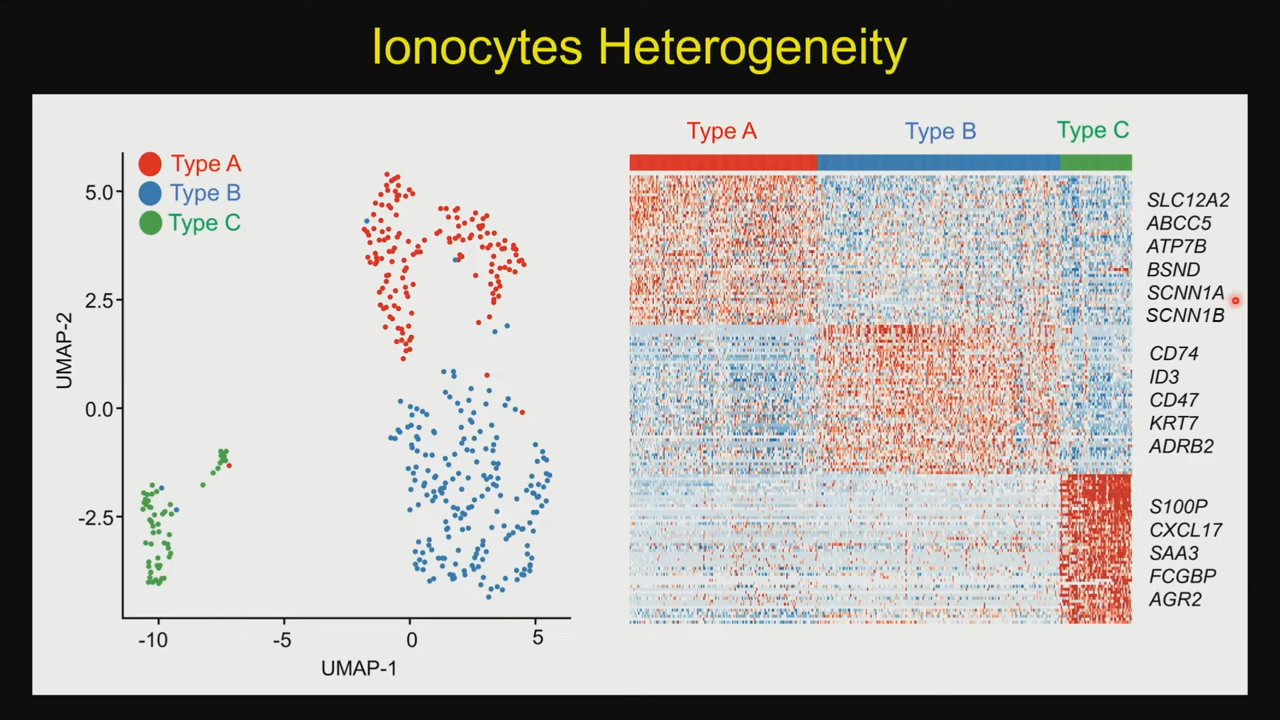 Ionocytes Heterogeneity
Type A
Type B
Type C
5.0
2.5
0.0
-2.5
-10
-5
0
5
UMAP-1
UMAP-2
Type A
Type B
Type C
SLC12A2
ABCC5
ATP7B
BSND
SCNN1A
SCNN1B
CD74
ID3
CD47
KRT7
ADRB2
S100P
CXCL17
SAA3
FCGBP
AGR2